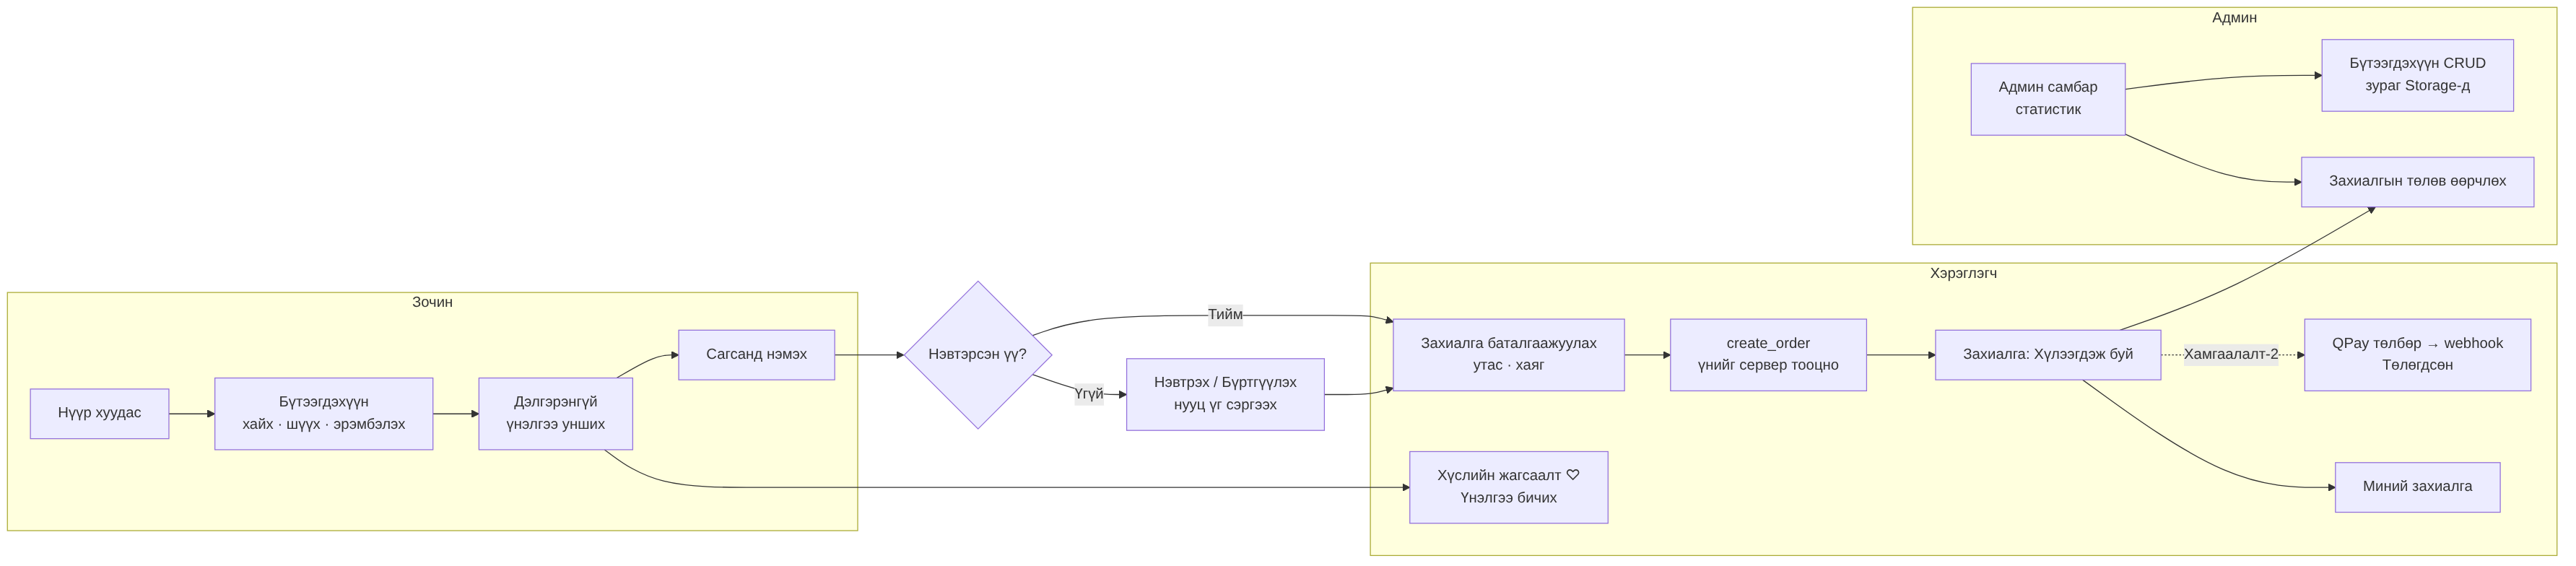 Зочин
Нүүр хуудас
Бүтээгдэхүүн
хайх · шүүх · эрэмбэлэх
Дэлгэрэнгүй
үнэлгээ унших
Сагсанд нэмэх
Нэвтэрсэн үү?
Тийм
Үгүй
Нэвтрэх / Бүртгүүлэх
нууц үг сэргээх
Хэрэглэгч
Захиалга баталгаажуулах
утас · хаяг
create_order
үнийг сервер тооцно
Захиалга: Хүлээгдэж буй
Хамгаалалт-2
QPay төлбөр → webhook
Төлөгдсөн
Хүслийн жагсаалт ♡
Үнэлгээ бичих
Миний захиалга
Админ
Админ самбар
статистик
Бүтээгдэхүүн CRUD
зураг Storage-д
Захиалгын төлөв өөрчлөх